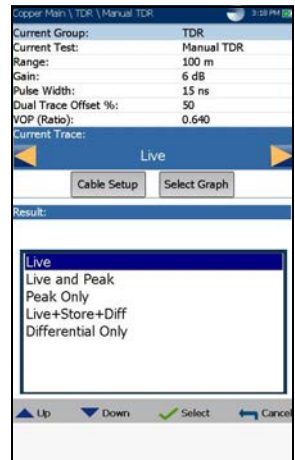 Copper Main \ TDR \ Manual TDR 3:18 PM
Current Group: TDR
Current Test: Manual TDR
Range: 100 m
Gain: 6 dB
Pulse Width: 15 ns
Dual Trace Offset %: 50
VOP (Ratio): 0.640
Current Trace:
Live
Cable Setup Select Graph
Result:
Live
Live and Peak
Peak Only
Live+Store+Diff
Differential Only
Up Down Select Cancel